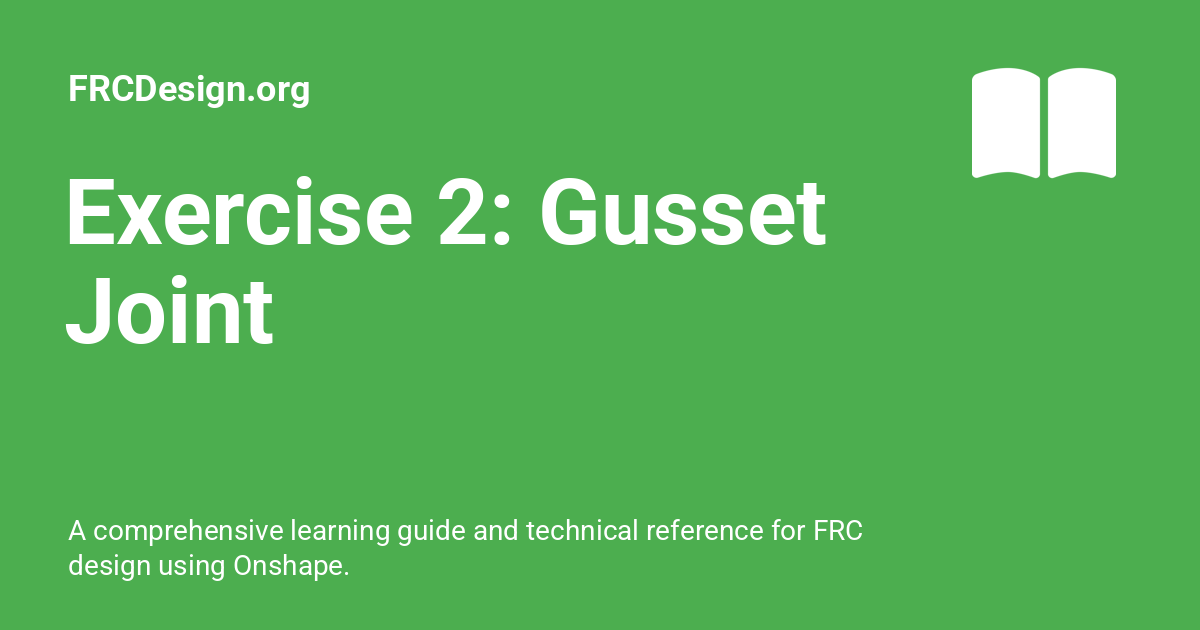 FRCDesign.org
Exercise 2: Gusset
Joint
A comprehensive learning guide and technical reference for FRC
design using Onshape.